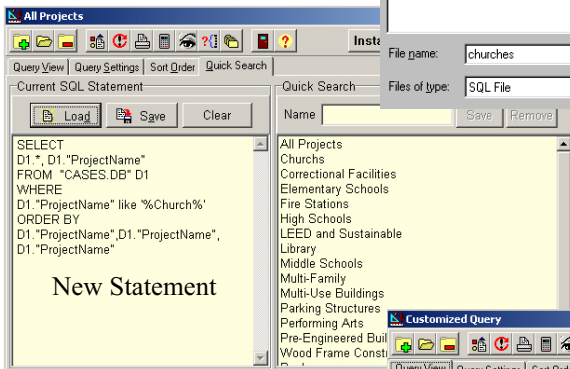 All Projects
Insta
File name: churches
Files of type: SQL File
Query View Query Settings Sort Order Quick Search
Current SQL Statement
Load Save Clear
SELECT
D1.*, D1."ProjectName"
FROM "CASES.DB" D1
WHERE
D1."ProjectName" like '%Church%'
ORDER BY
D1."ProjectName",D1."ProjectName",
D1."ProjectName"
New Statement
Quick Search
Name Save Remove
All Projects
Churchs
Correctional Facilities
Elementary Schools
Fire Stations
High Schools
LEED and Sustainable
Library
Middle Schools
Multi-Family
Multi-Use Buildings
Parking Structures
Performing Arts
Pre-Engineered Buil
Wood Frame Consti
Customized Query